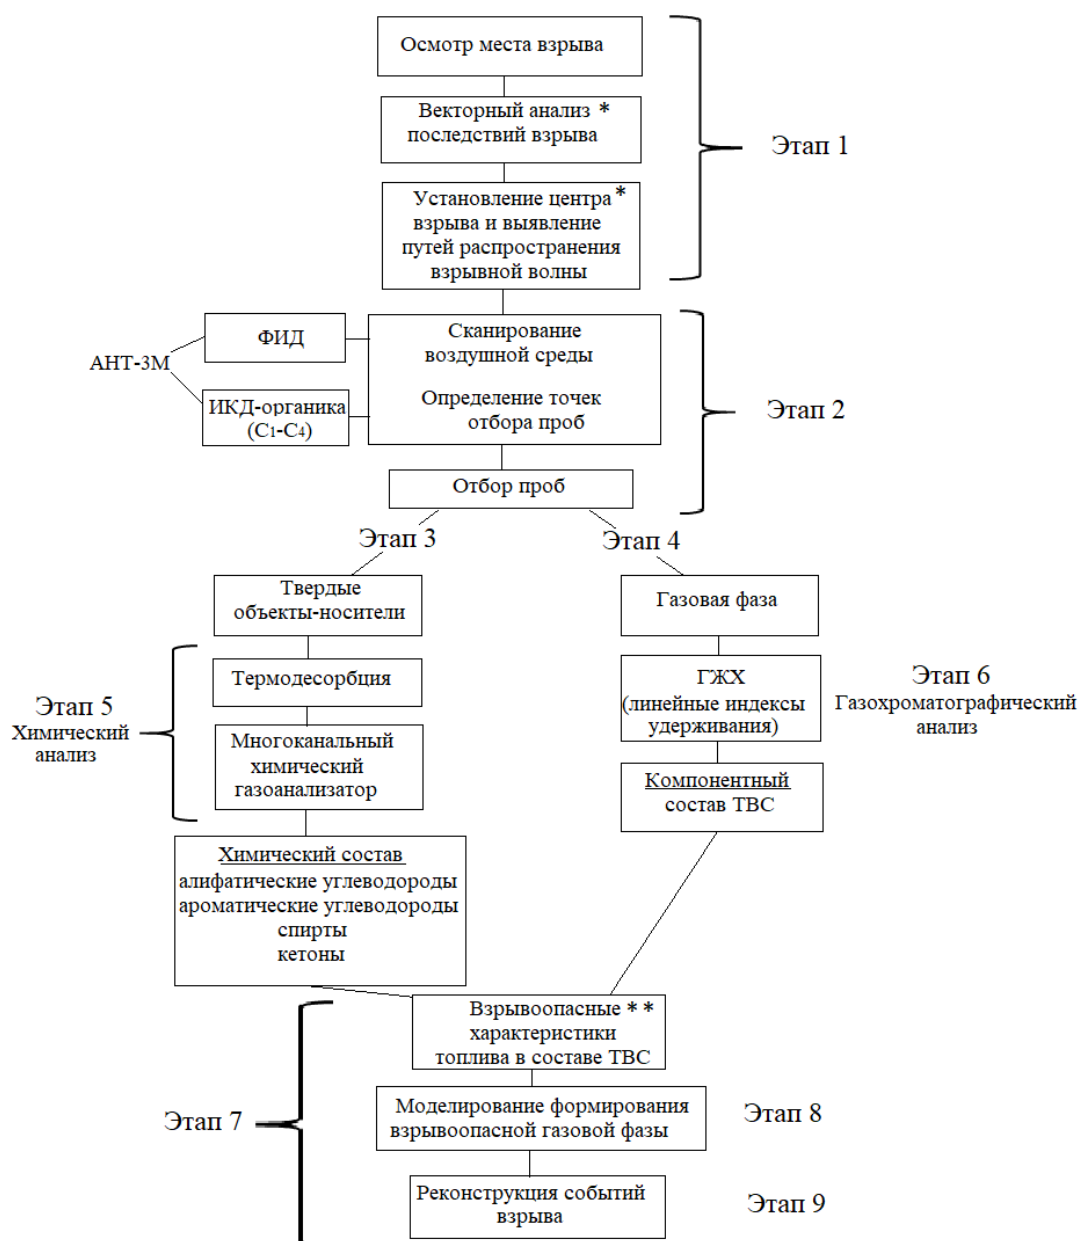 Осмотр места взрыва
Векторный анализ *
последствий взрыва
Этап 1
Установление центра *
взрыва и выявление
путей распространения
взрывной волны
АНТ-3М
ФИД
ИКД-органика
(С1-С4)
Сканирование
воздушной среды
Определение точек
отбора проб
Этап 2
Отбор проб
Этап 3
Этап 4
Твердые
объекты-носители
Газовая фаза
Термодесорбция
Этап 5
Химический
анализ
Многоканальный
химический
газоанализатор
ГЖХ
(линейные индексы
удерживания)
Этап 6
Газохроматографический
анализ
Компонентный
состав ТВС
Химический состав
алифатические углеводороды
ароматические углеводороды
спирты
кетоны
Взрывоопасные **
характеристики
топлива в составе ТВС
Этап 7
Моделирование формирования
взрывоопасной газовой фазы
Этап 8
Реконструкция событий
взрыва
Этап 9